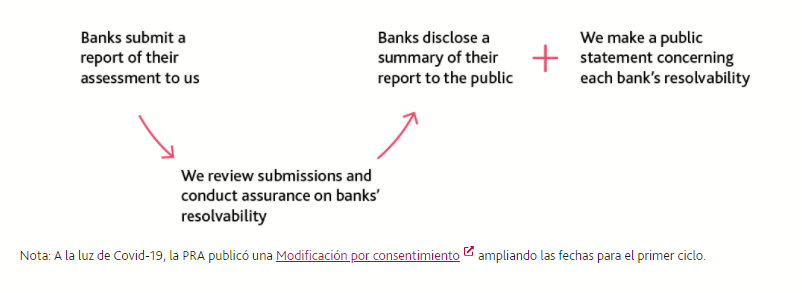 Banks submit a
report of their
assessment to us
We review submissions and
conduct assurance on banks'
resolvability
Banks disclose a
summary of their
report to the public
+
We make a public
statement concerning
each bank's resolvability
Nota: A la luz de Covid-19, la PRA publicó una Modificación por consentimiento ampliando las fechas para el primer ciclo.